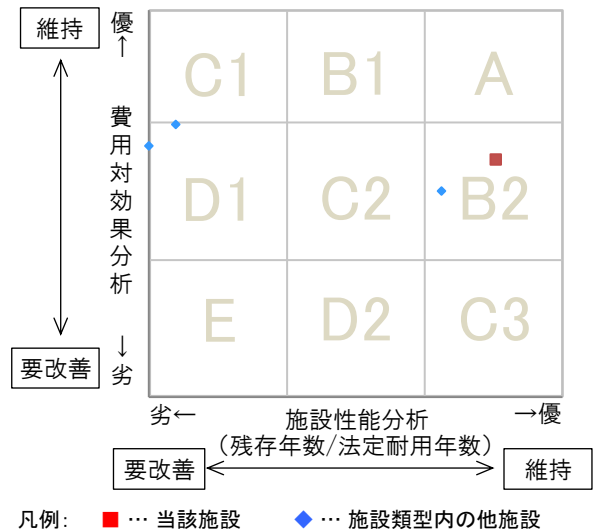 維持
優
↑
費用対効果分析
↓
劣
要改善
C1 B1 A
D1 C2 B2
E D2 C3
劣← 施設性能分析 →優
（残存年数/法定耐用年数）
要改善 維持
凡例： ■ … 当該施設 ◆ … 施設類型内の他施設